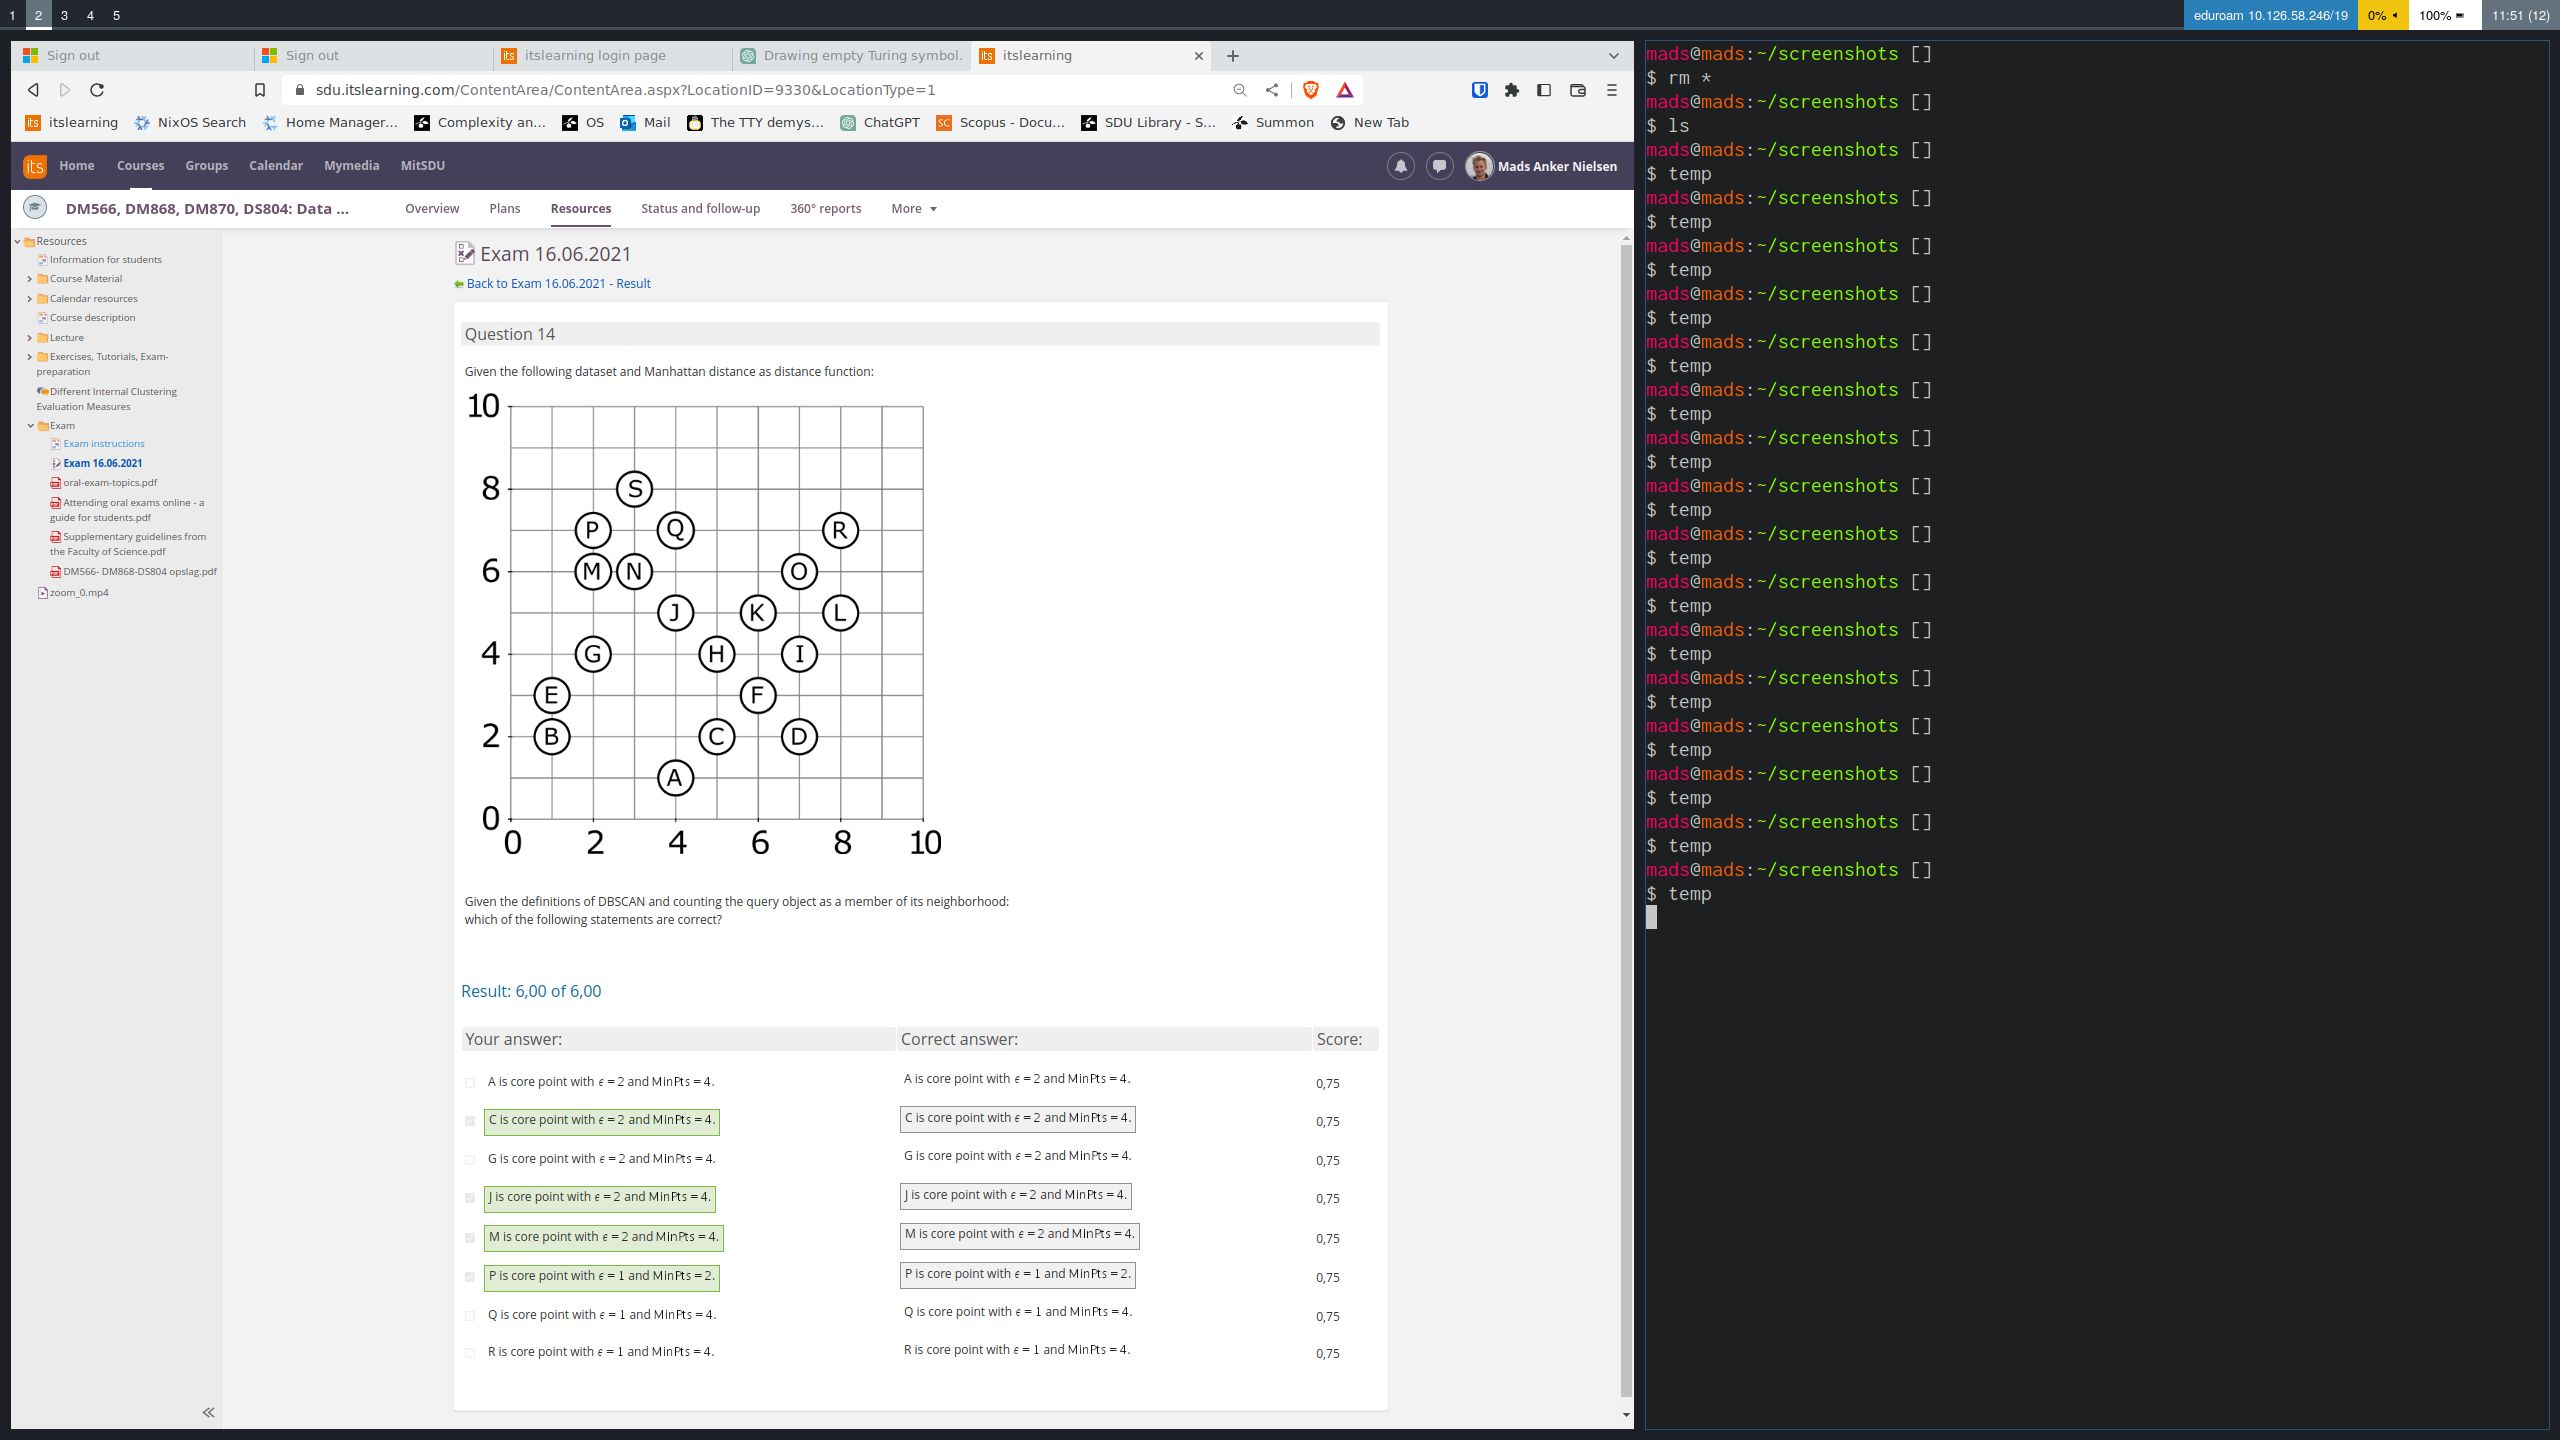 1 2 3 4 5
eduroam 10.126.58.246/19 0% 100% 11:51 (12)
Sign out
Sign out
itslearning login page
Drawing empty Turing symbol.
itslearning
sdu.itslearning.com/ContentArea/ContentArea.aspx?LocationID=9330&LocationType=1
itslearning NixOS Search Home Manager... Complexity an... OS Mail The TTY demys... ChatGPT Scopus - Docu... SDU Library - S... Summon New Tab
its Home Courses Groups Calendar Mymedia MitSDU Mads Anker Nielsen
DM566, DM868, DM870, DS804: Data ... Overview Plans Resources Status and follow-up 360° reports More
Resources
Information for students
Course Material
Calendar resources
Course description
Lecture
Exercises, Tutorials, Exam-
preparation
Different Internal Clustering
Evaluation Measures
Exam
Exam instructions
Exam 16.06.2021
oral-exam-topics.pdf
Attending oral exams online - a
guide for students.pdf
Supplementary guidelines from
the Faculty of Science.pdf
DM566- DM868-DS804 opslag.pdf
zoom_0.mp4
Exam 16.06.2021
Back to Exam 16.06.2021 - Result
Question 14
Given the following dataset and Manhattan distance as distance function:
10
8 S
P Q R
6 M N O
J K L
4 G H I
E F
2 B C D
A
0
0 2 4 6 8 10
Given the definitions of DBSCAN and counting the query object as a member of its neighborhood:
which of the following statements are correct?
Result: 6,00 of 6,00
Your answer: Correct answer: Score:
A is core point with ϵ = 2 and MinPts = 4. A is core point with ϵ = 2 and MinPts = 4. 0,75
C is core point with ϵ = 2 and MinPts = 4. C is core point with ϵ = 2 and MinPts = 4. 0,75
G is core point with ϵ = 2 and MinPts = 4. G is core point with ϵ = 2 and MinPts = 4. 0,75
J is core point with ϵ = 2 and MinPts = 4. J is core point with ϵ = 2 and MinPts = 4. 0,75
M is core point with ϵ = 2 and MinPts = 4. M is core point with ϵ = 2 and MinPts = 4. 0,75
P is core point with ϵ = 1 and MinPts = 2. P is core point with ϵ = 1 and MinPts = 2. 0,75
Q is core point with ϵ = 1 and MinPts = 4. Q is core point with ϵ = 1 and MinPts = 4. 0,75
R is core point with ϵ = 1 and MinPts = 4. R is core point with ϵ = 1 and MinPts = 4. 0,75
mads@mads:~/screenshots []
$ rm *
mads@mads:~/screenshots []
$ ls
mads@mads:~/screenshots []
$ temp
mads@mads:~/screenshots []
$ temp
mads@mads:~/screenshots []
$ temp
mads@mads:~/screenshots []
$ temp
mads@mads:~/screenshots []
$ temp
mads@mads:~/screenshots []
$ temp
mads@mads:~/screenshots []
$ temp
mads@mads:~/screenshots []
$ temp
mads@mads:~/screenshots []
$ temp
mads@mads:~/screenshots []
$ temp
mads@mads:~/screenshots []
$ temp
mads@mads:~/screenshots []
$ temp
mads@mads:~/screenshots []
$ temp
mads@mads:~/screenshots []
$ temp
mads@mads:~/screenshots []
$ temp
mads@mads:~/screenshots []
$ temp